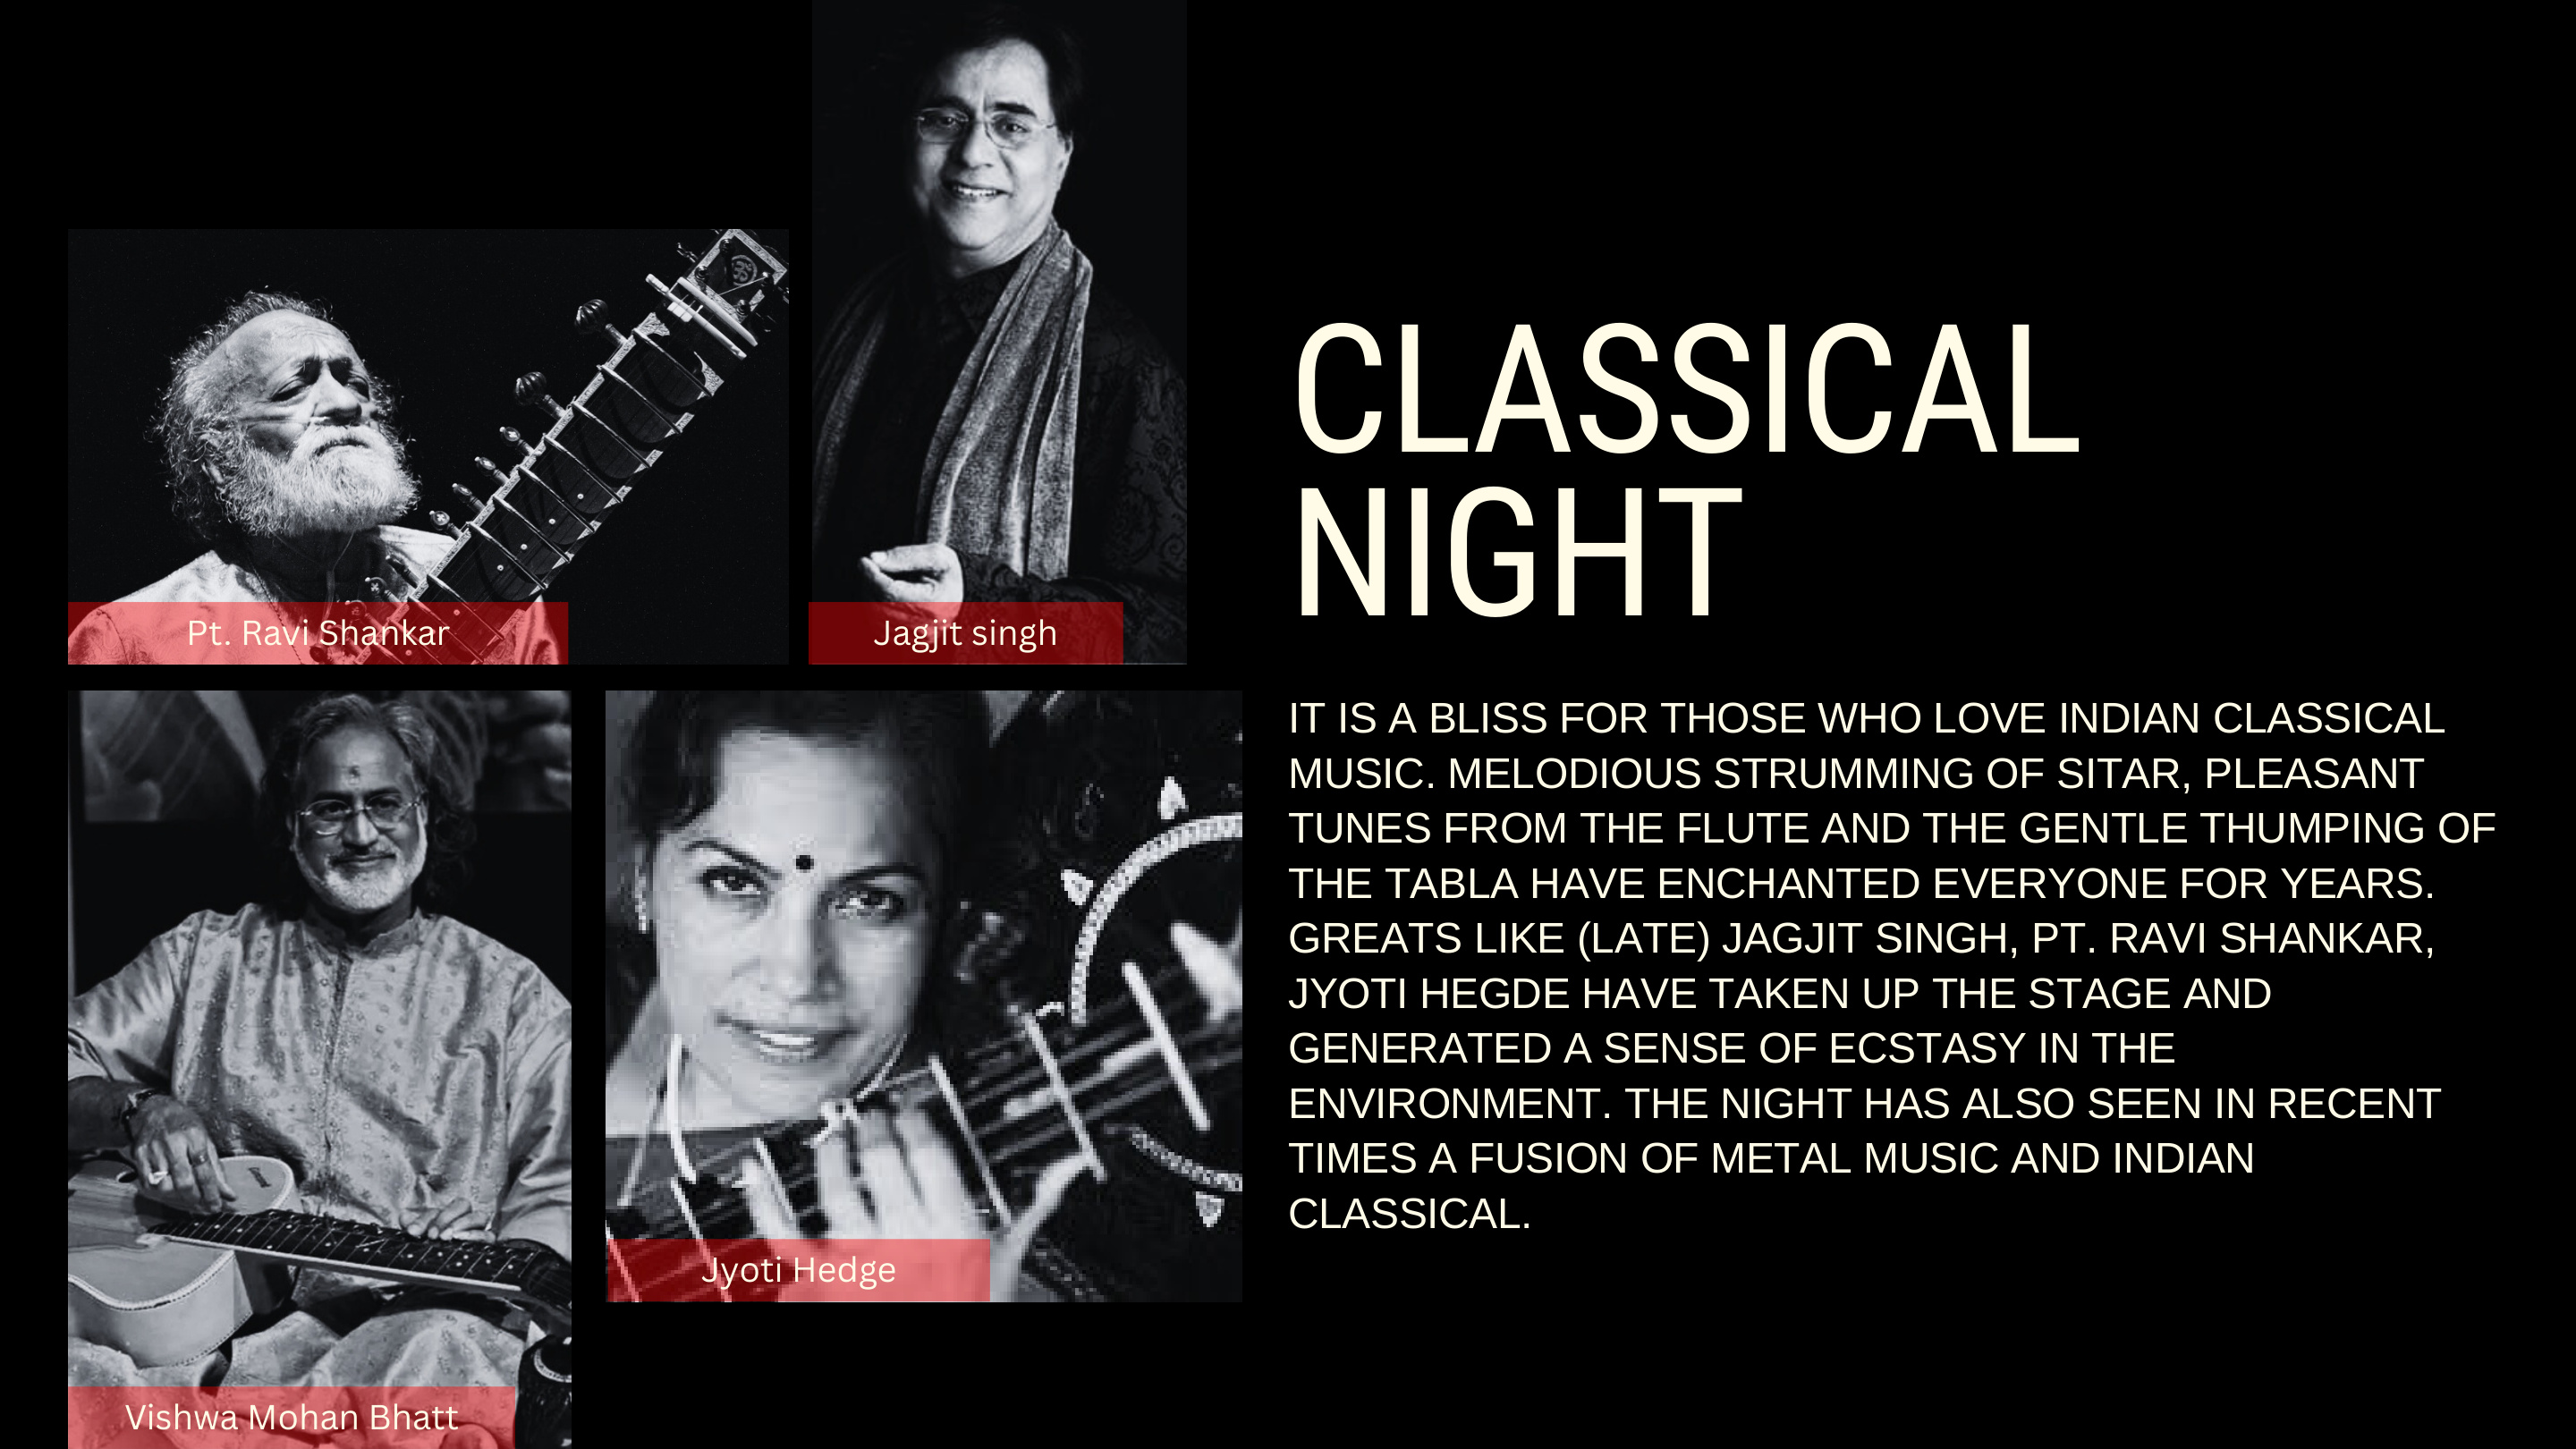 Pt. Ravi Shankar
Jagjit singh
Vishwa Mohan Bhatt
Jyoti Hedge
CLASSICAL
NIGHT
IT IS A BLISS FOR THOSE WHO LOVE INDIAN CLASSICAL
MUSIC. MELODIOUS STRUMMING OF SITAR, PLEASANT
TUNES FROM THE FLUTE AND THE GENTLE THUMPING OF
THE TABLA HAVE ENCHANTED EVERYONE FOR YEARS.
GREATS LIKE (LATE) JAGJIT SINGH, PT. RAVI SHANKAR,
JYOTI HEGDE HAVE TAKEN UP THE STAGE AND
GENERATED A SENSE OF ECSTASY IN THE
ENVIRONMENT. THE NIGHT HAS ALSO SEEN IN RECENT
TIMES A FUSION OF METAL MUSIC AND INDIAN
CLASSICAL.